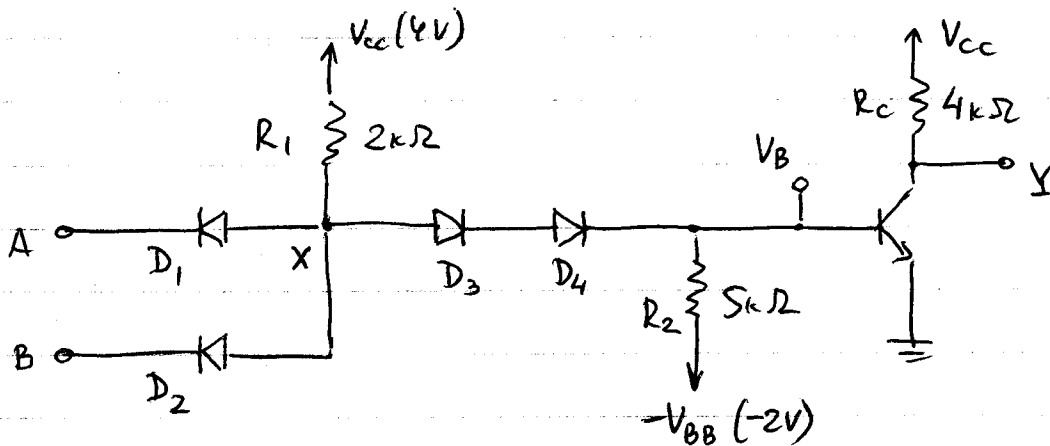 Vcc (4V)
R1 2kΩ
Vcc
Rc 4kΩ
VB
Y
A
D1
X
D3
D4
R2 5kΩ
B
D2
-VBB (-2V)